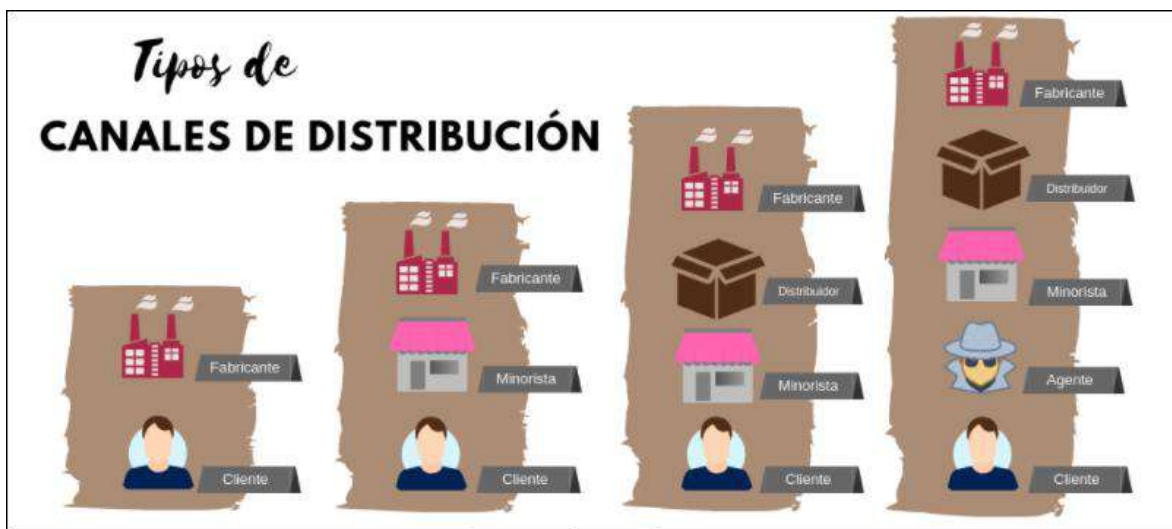 Tipos de
CANALES DE DISTRIBUCIÓN
Fabricante
Cliente
Fabricante
Minorista
Cliente
Fabricante
Distribuidor
Minorista
Cliente
Fabricante
Distribuidor
Minorista
Agente
Cliente